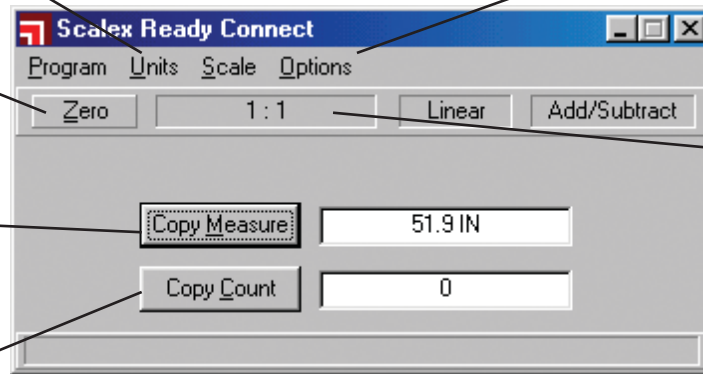 Scalex Ready Connect
Program Units Scale Options
Zero 1 : 1 Linear Add/Subtract
Copy Measure 51.9 IN
Copy Count 0